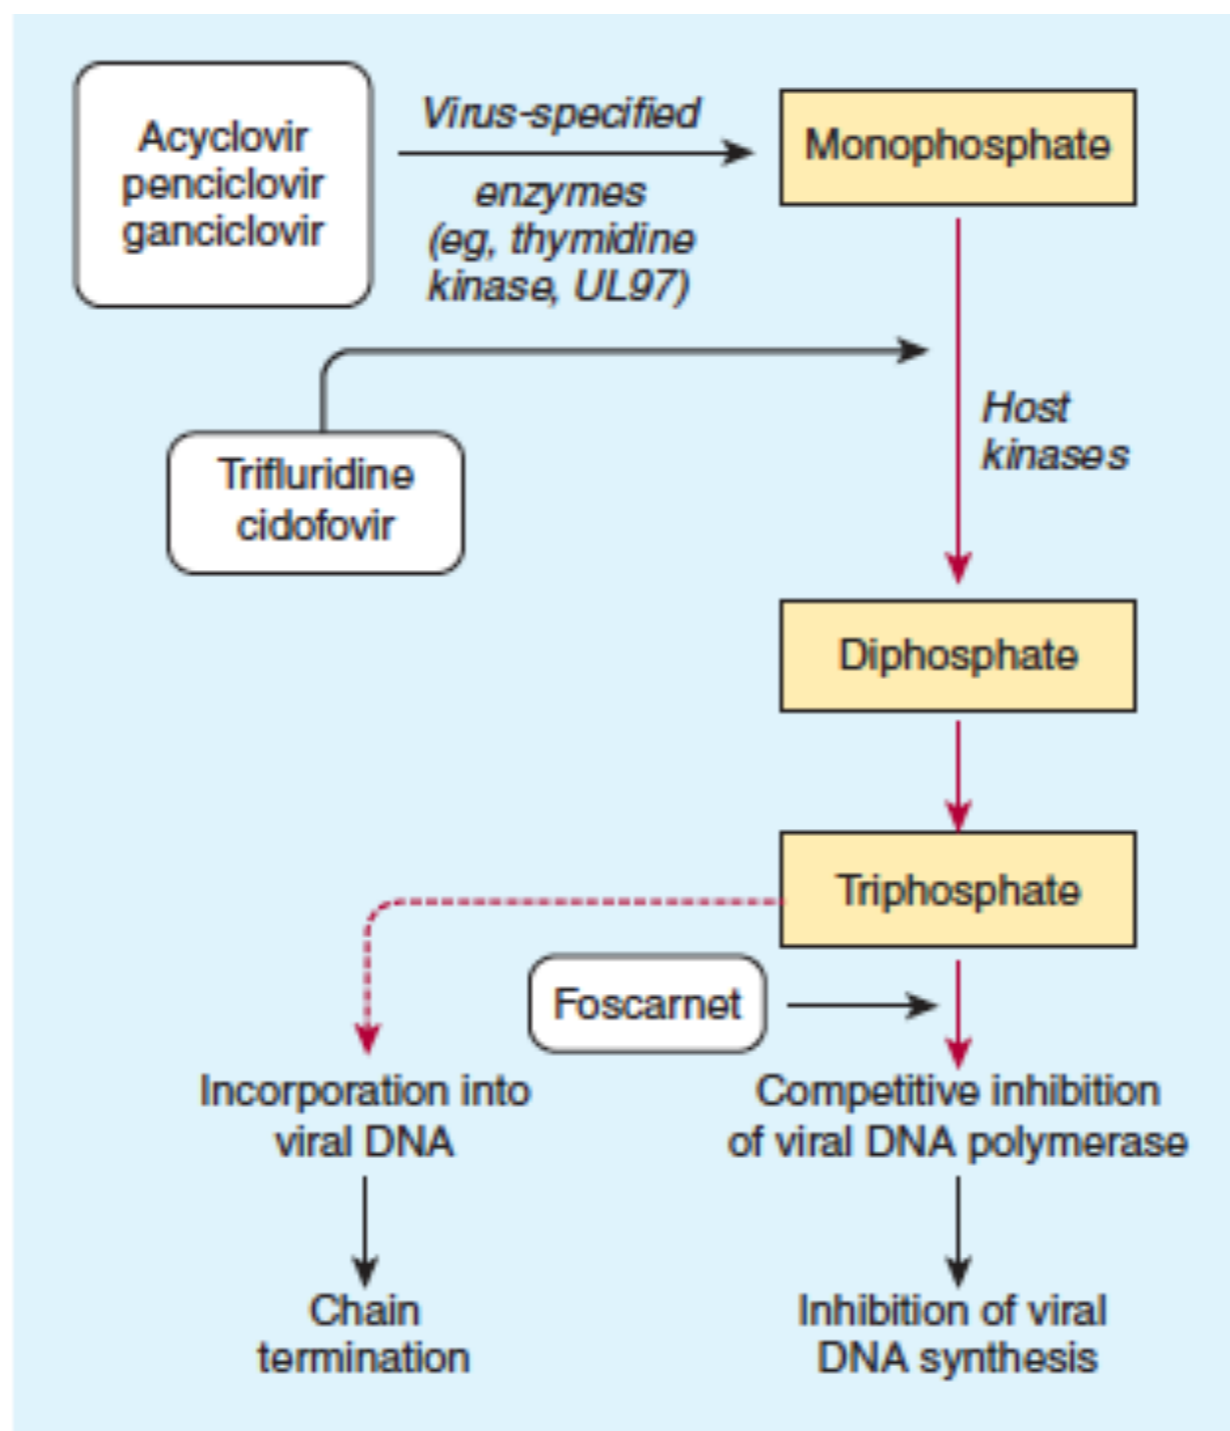 Acyclovir
penciclovir
ganciclovir
Virus-specified
enzymes
(eg, thymidine
kinase, UL97)
Monophosphate
Trifluridine
cidofovir
Host
kinases
Diphosphate
Triphosphate
Foscarnet
Incorporation into
viral DNA
Competitive inhibition
of viral DNA polymerase
Chain
termination
Inhibition of viral
DNA synthesis